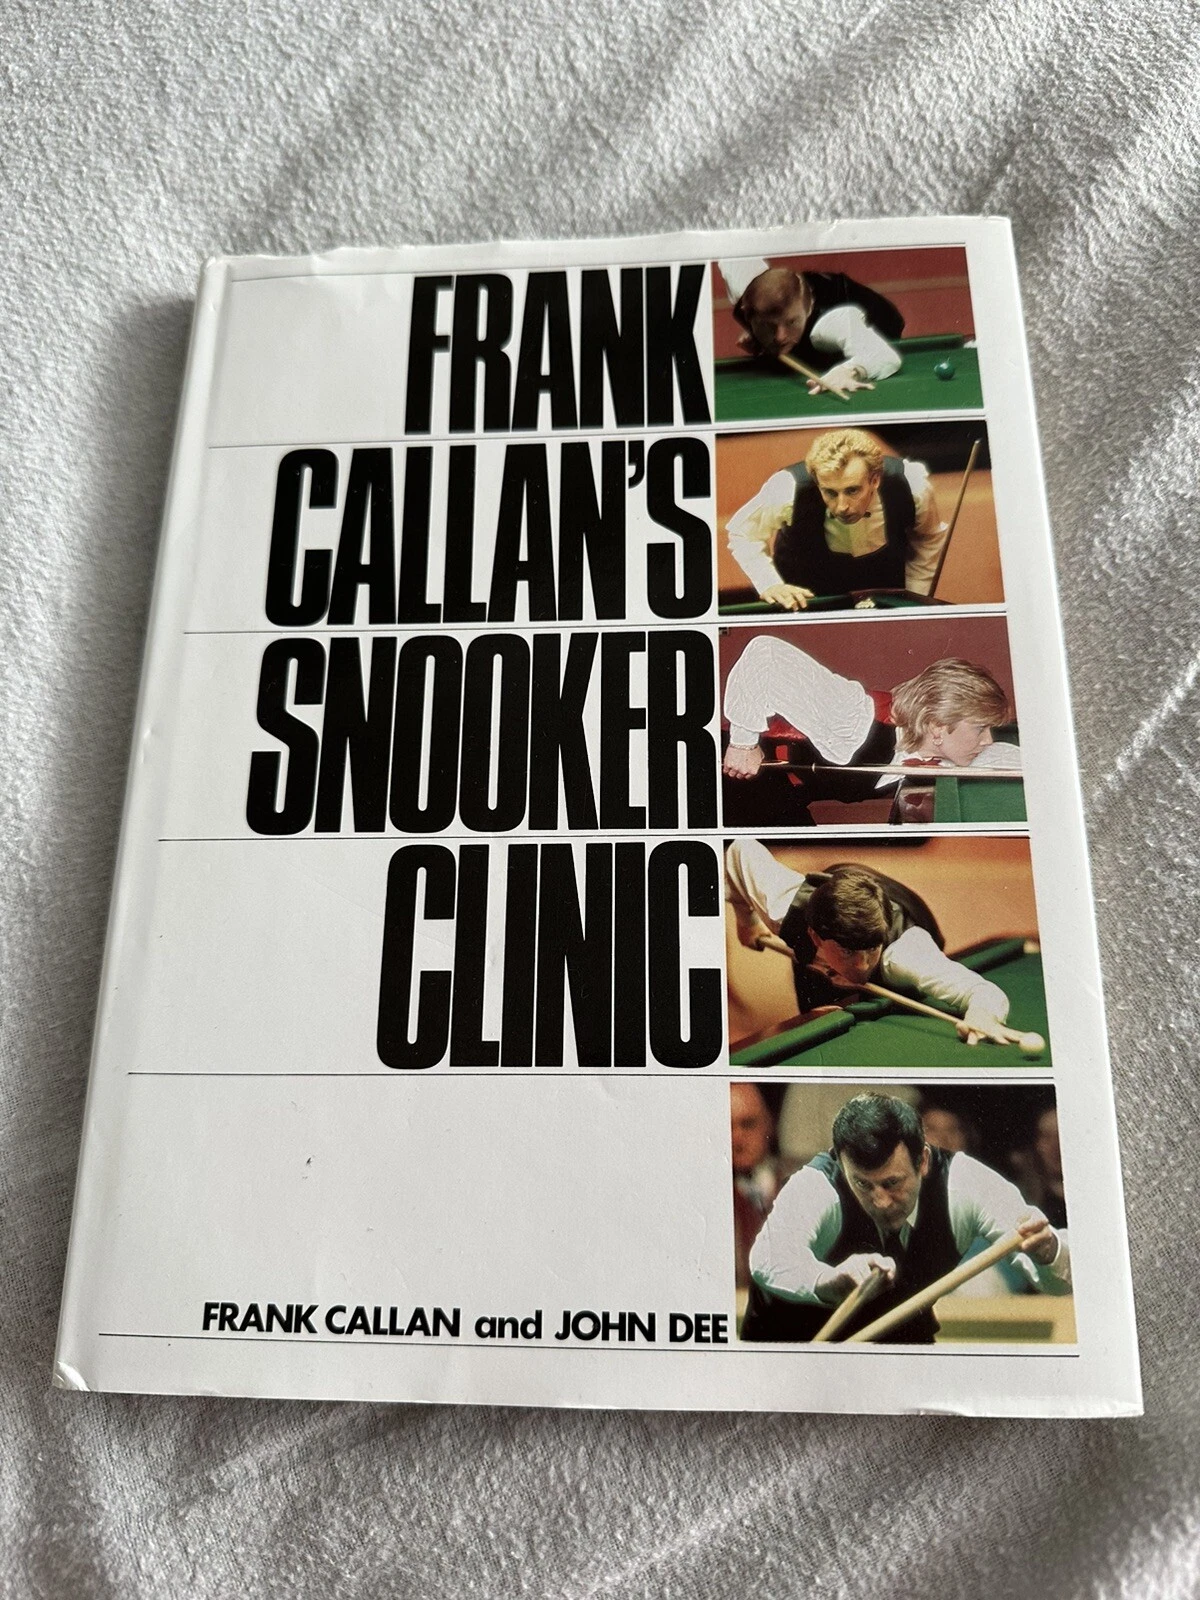 FRANK
CALLAN'S
SNOOKER
CLINIC
FRANK CALLAN and JOHN DEE